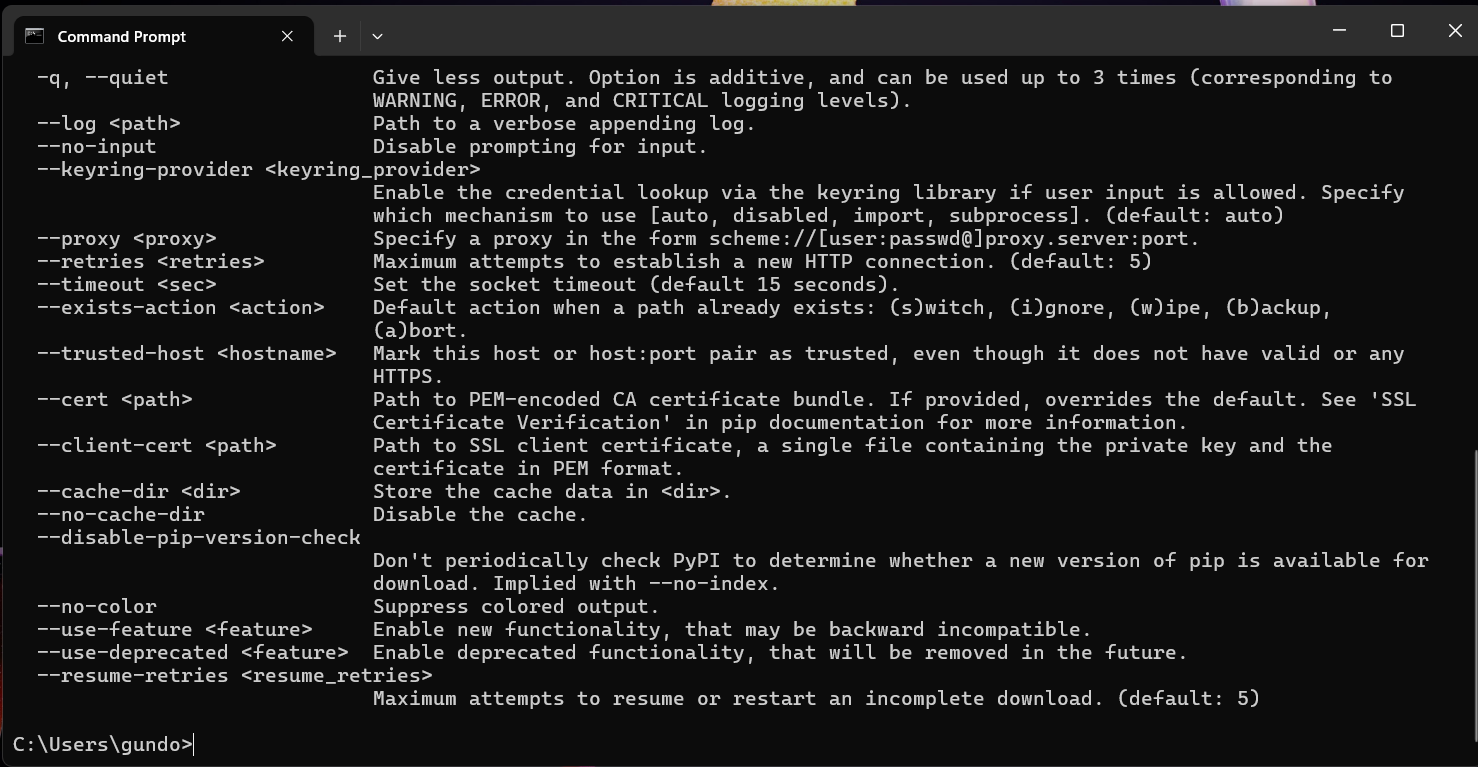 Command Prompt
-q, --quiet Give less output. Option is additive, and can be used up to 3 times (corresponding to
WARNING, ERROR, and CRITICAL logging levels).
--log <path> Path to a verbose appending log.
--no-input Disable prompting for input.
--keyring-provider <keyring_provider>
Enable the credential lookup via the keyring library if user input is allowed. Specify
which mechanism to use [auto, disabled, import, subprocess]. (default: auto)
--proxy <proxy> Specify a proxy in the form scheme://[user:passwd@]proxy.server:port.
--retries <retries> Maximum attempts to establish a new HTTP connection. (default: 5)
--timeout <sec> Set the socket timeout (default 15 seconds).
--exists-action <action> Default action when a path already exists: (s)witch, (i)gnore, (w)ipe, (b)ackup,
(a)bort.
--trusted-host <hostname> Mark this host or host:port pair as trusted, even though it does not have valid or any
HTTPS.
--cert <path> Path to PEM-encoded CA certificate bundle. If provided, overrides the default. See 'SSL
Certificate Verification' in pip documentation for more information.
--client-cert <path> Path to SSL client certificate, a single file containing the private key and the
certificate in PEM format.
--cache-dir <dir> Store the cache data in <dir>.
--no-cache-dir Disable the cache.
--disable-pip-version-check
Don't periodically check PyPI to determine whether a new version of pip is available for
download. Implied with --no-index.
--no-color Suppress colored output.
--use-feature <feature> Enable new functionality, that may be backward incompatible.
--use-deprecated <feature> Enable deprecated functionality, that will be removed in the future.
--resume-retries <resume_retries>
Maximum attempts to resume or restart an incomplete download. (default: 5)
C:\Users\gundo>